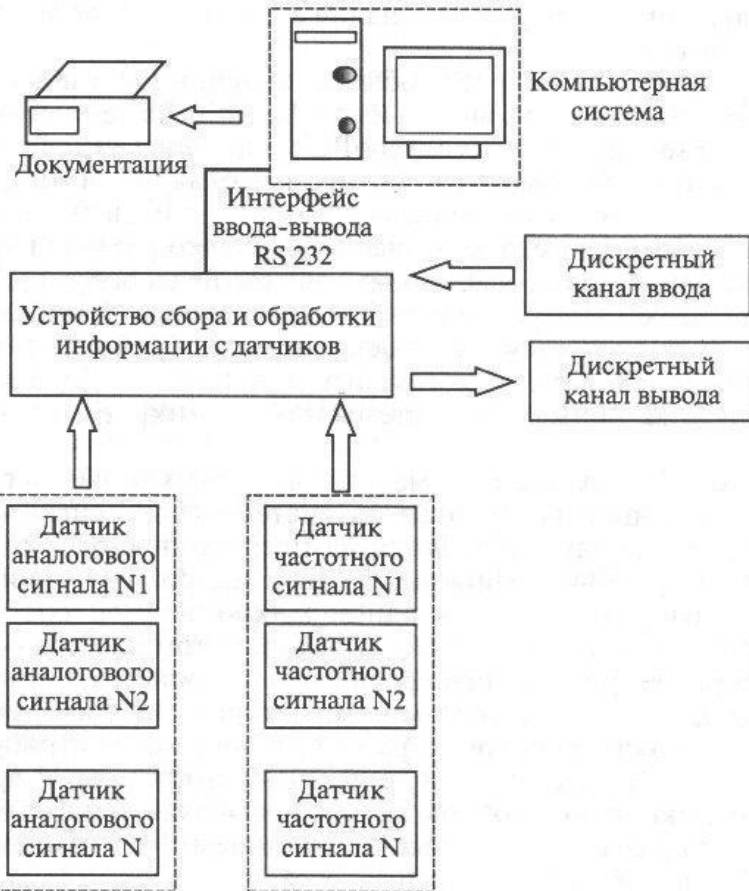 Компьютерная
система
Документация
Интерфейс
ввода-вывода
RS 232
Дискретный
канал ввода
Устройство сбора и обработки
информации с датчиков
Дискретный
канал вывода
Датчик
аналогового
сигнала N1
Датчик
частотного
сигнала N1
Датчик
аналогового
сигнала N2
Датчик
частотного
сигнала N2
Датчик
аналогового
сигнала N
Датчик
частотного
сигнала N